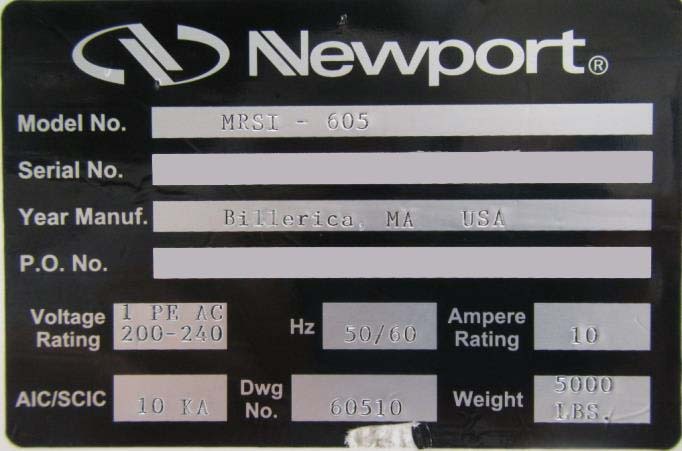 Newport®
Model No. MRSI - 605
Serial No.
Year Manuf. Billerica, MA USA
P.O. No.
Voltage Rating 1 PE AC 200-240 Hz 50/60 Ampere Rating 10
AIC/SCIC 10 KA Dwg No. 60510 Weight 5000 LBS.